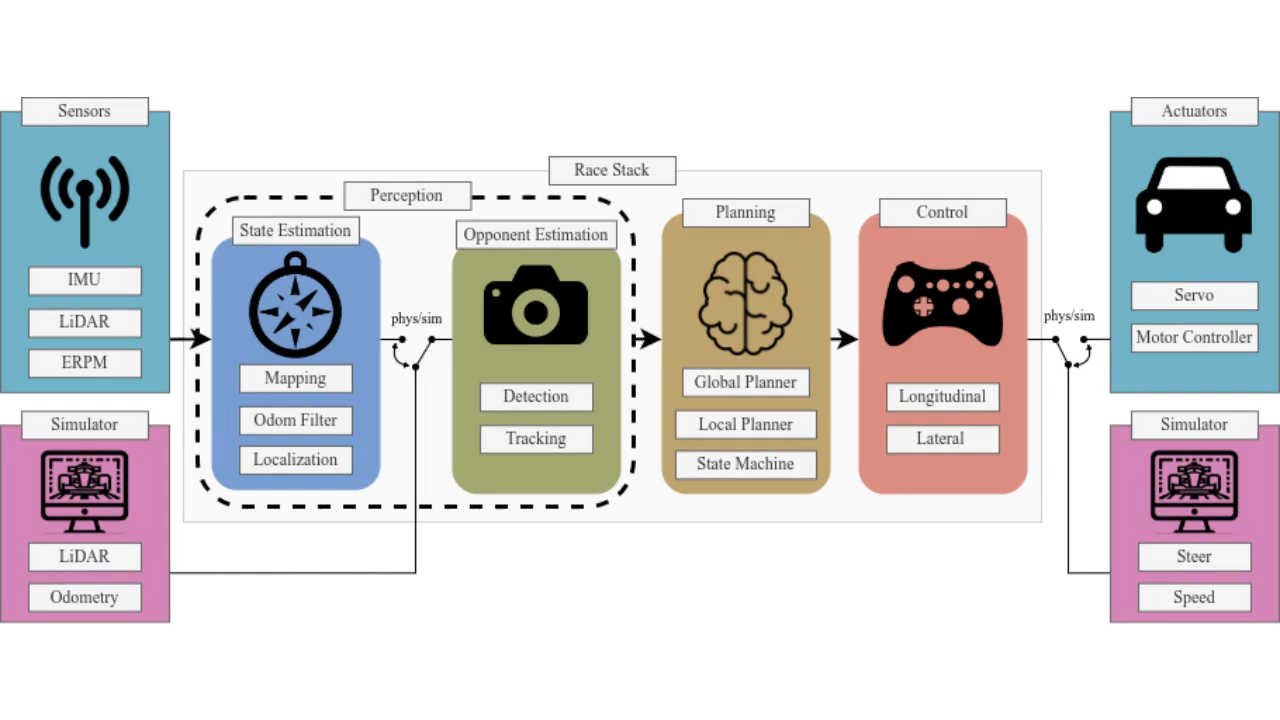 Sensors
IMU
LiDAR
ERPM
Simulator
LiDAR
Odometry
Race Stack
Perception
State Estimation
Mapping
Odom Filter
Localization
phys/sim
Opponent Estimation
Detection
Tracking
Planning
Global Planner
Local Planner
State Machine
Control
Longitudinal
Lateral
phys/sim
Actuators
Servo
Motor Controller
Simulator
Steer
Speed